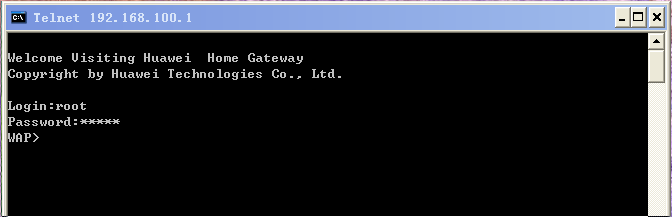 Telnet 192.168.100.1
Welcome Visiting Huawei  Home Gateway
Copyright by Huawei Technologies Co., Ltd.
Login:root
Password:*****
WAP>